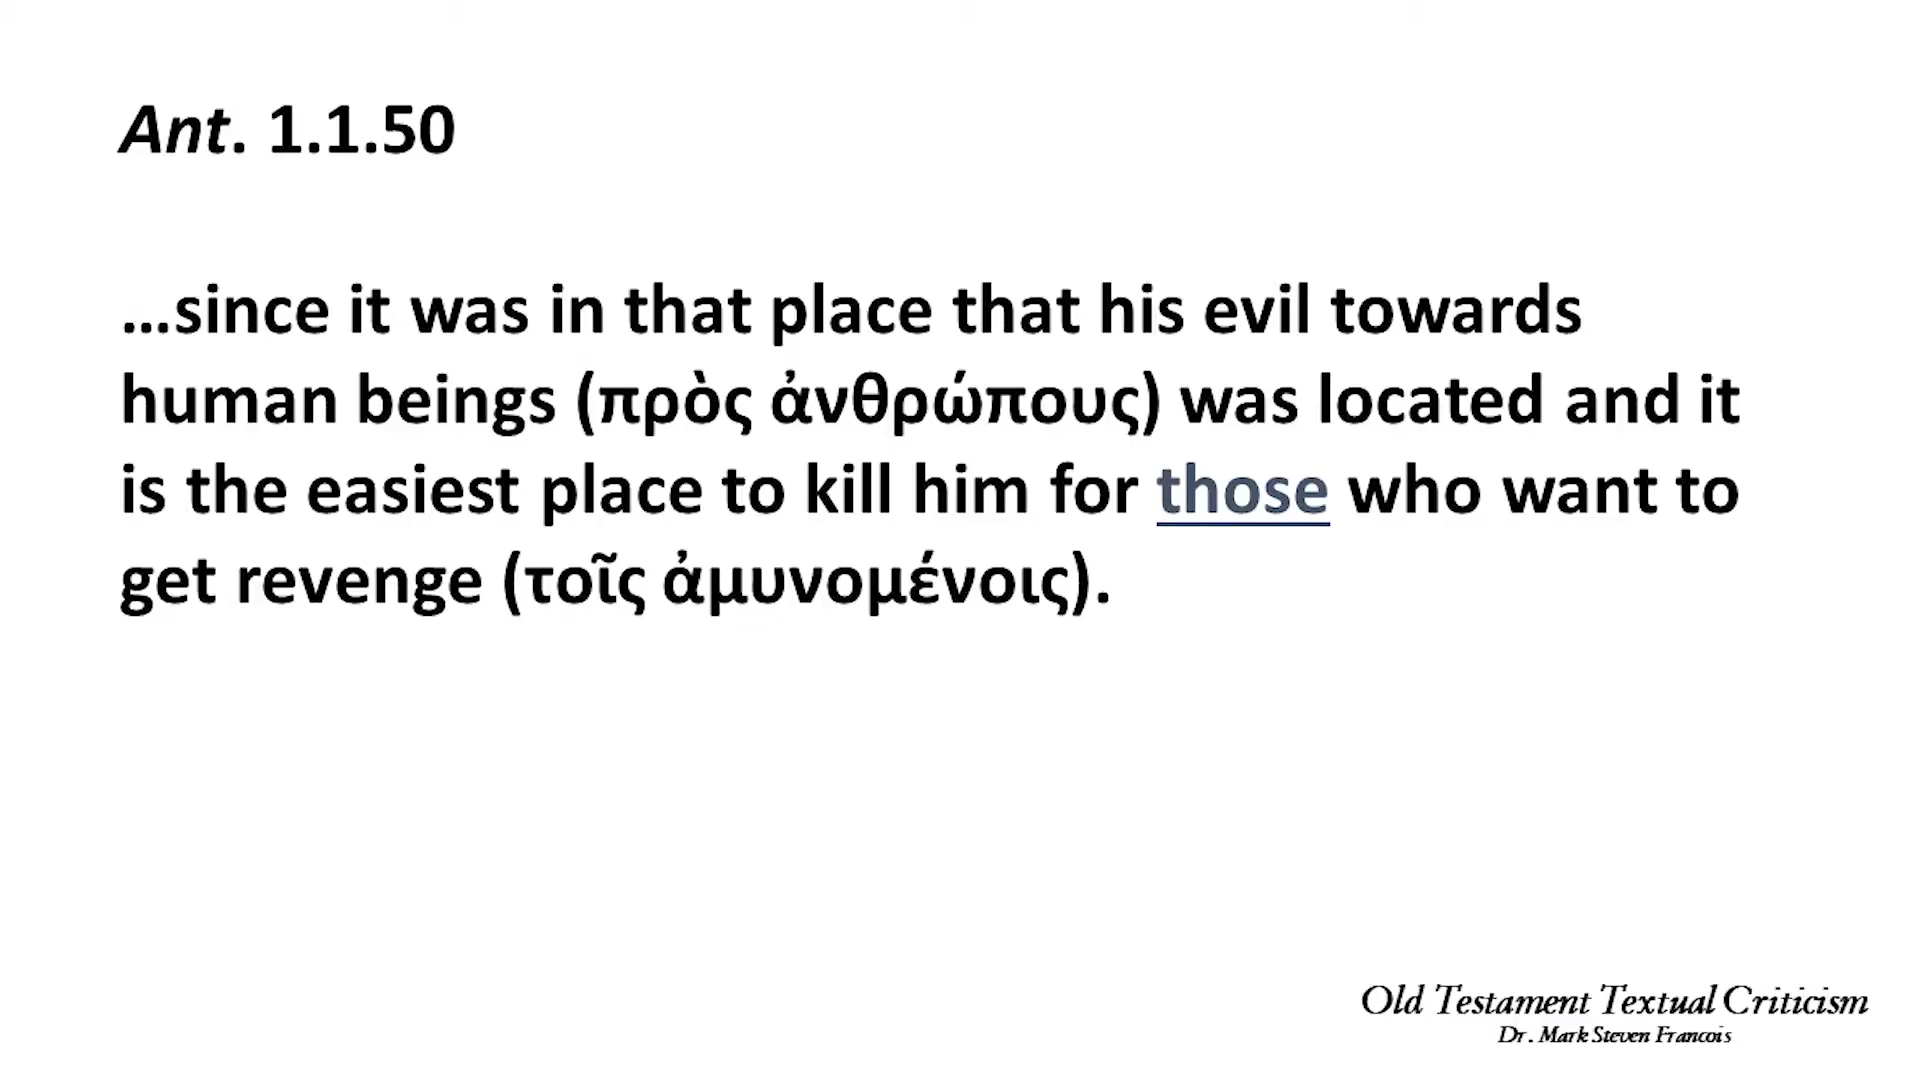 Ant. 1.1.50
…since it was in that place that his evil towards
human beings (πρὸς ἀνθρώπους) was located and it
is the easiest place to kill him for those who want to
get revenge (τοῖς ἀμυνομένοις).
Old Testament Textual Criticism
Dr. Mark Steven Francois